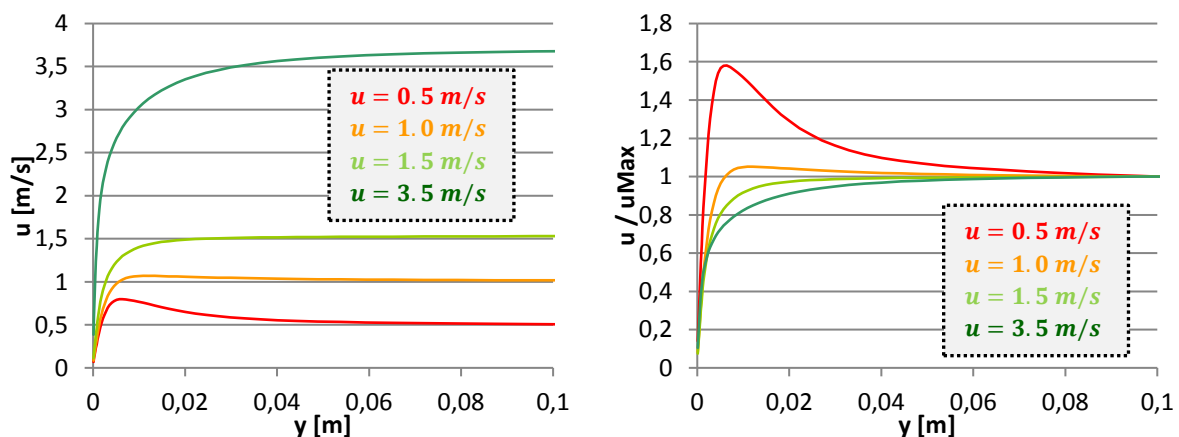 u [m/s]
4
3,5
3
2,5
2
1,5
1
0,5
0
0 0,02 0,04 0,06 0,08 0,1
y [m]
u = 0.5 m/s
u = 1.0 m/s
u = 1.5 m/s
u = 3.5 m/s
u / uMax
1,8
1,6
1,4
1,2
1
0,8
0,6
0,4
0,2
0
0 0,02 0,04 0,06 0,08 0,1
y [m]
u = 0.5 m/s
u = 1.0 m/s
u = 1.5 m/s
u = 3.5 m/s